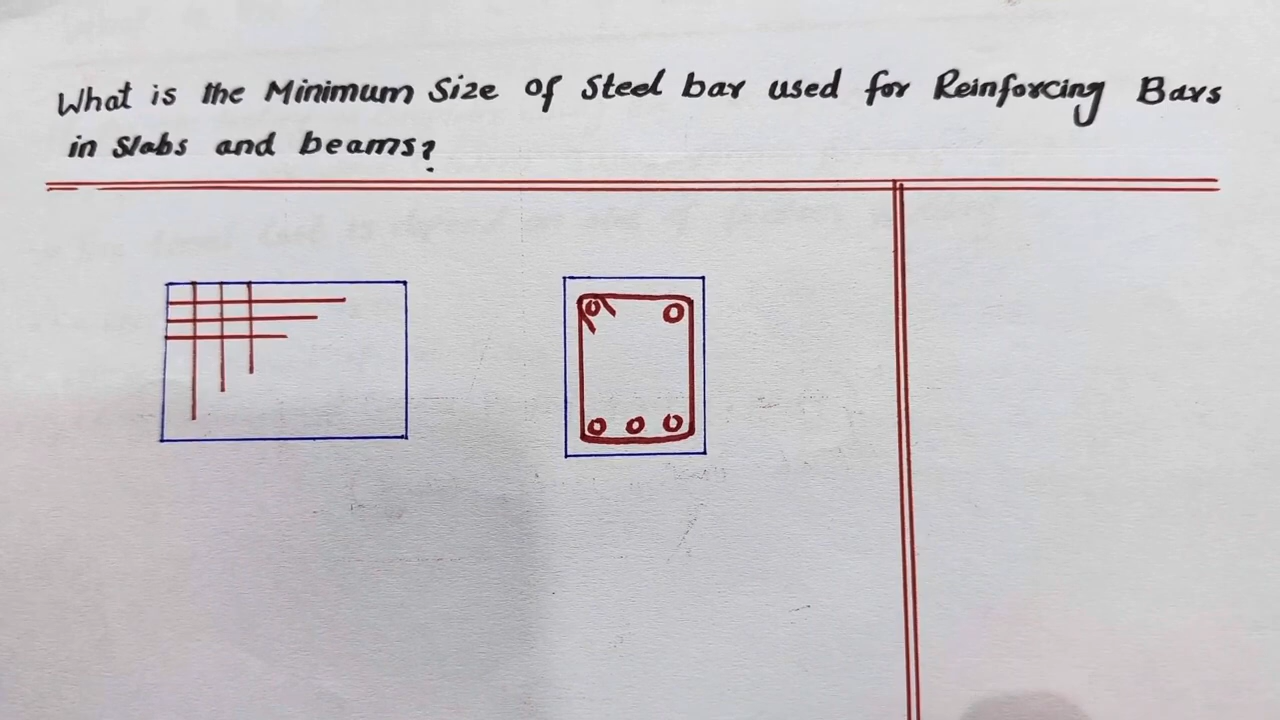 What is the Minimum Size of Steel bar used for Reinforcing Bars
in Slabs and beams?